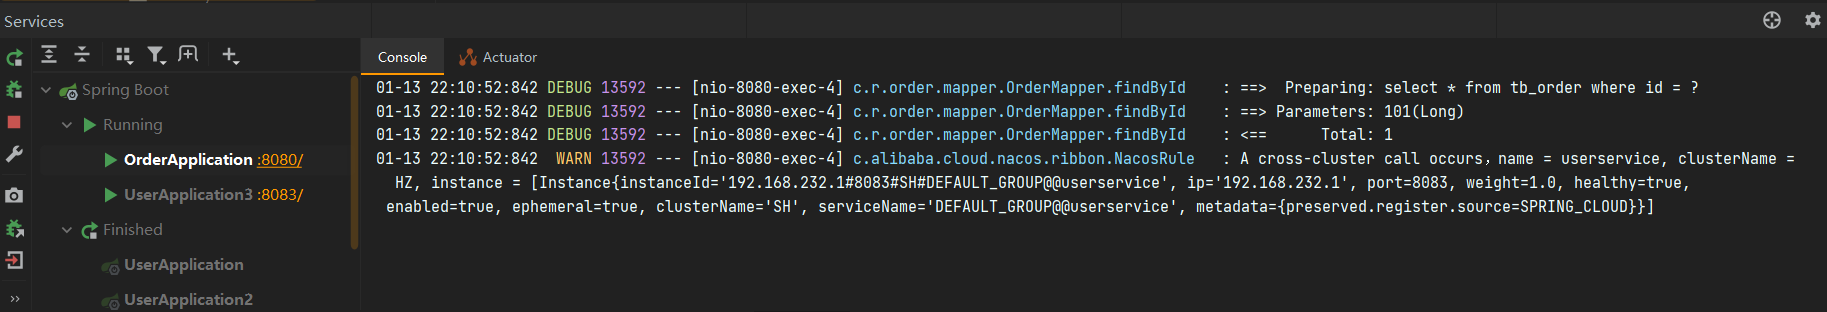 Services
Console
Actuator
Spring Boot
Running
OrderApplication :8080/
UserApplication3 :8083/
Finished
UserApplication
UserApplication2
01-13 22:10:52:842 DEBUG 13592 --- [nio-8080-exec-4] c.r.order.mapper.OrderMapper.findById : ==> Preparing: select * from tb_order where id = ?
01-13 22:10:52:842 DEBUG 13592 --- [nio-8080-exec-4] c.r.order.mapper.OrderMapper.findById : ==> Parameters: 101(Long)
01-13 22:10:52:842 DEBUG 13592 --- [nio-8080-exec-4] c.r.order.mapper.OrderMapper.findById : <== Total: 1
01-13 22:10:52:842 WARN 13592 --- [nio-8080-exec-4] c.alibaba.cloud.nacos.ribbon.NacosRule : A cross-cluster call occurs，name = userservice, clusterName =
HZ, instance = [Instance{instanceId='192.168.232.1#8083#SH#DEFAULT_GROUP@@userservice', ip='192.168.232.1', port=8083, weight=1.0, healthy=true,
enabled=true, ephemeral=true, clusterName='SH', serviceName='DEFAULT_GROUP@@userservice', metadata={preserved.register.source=SPRING_CLOUD}}]